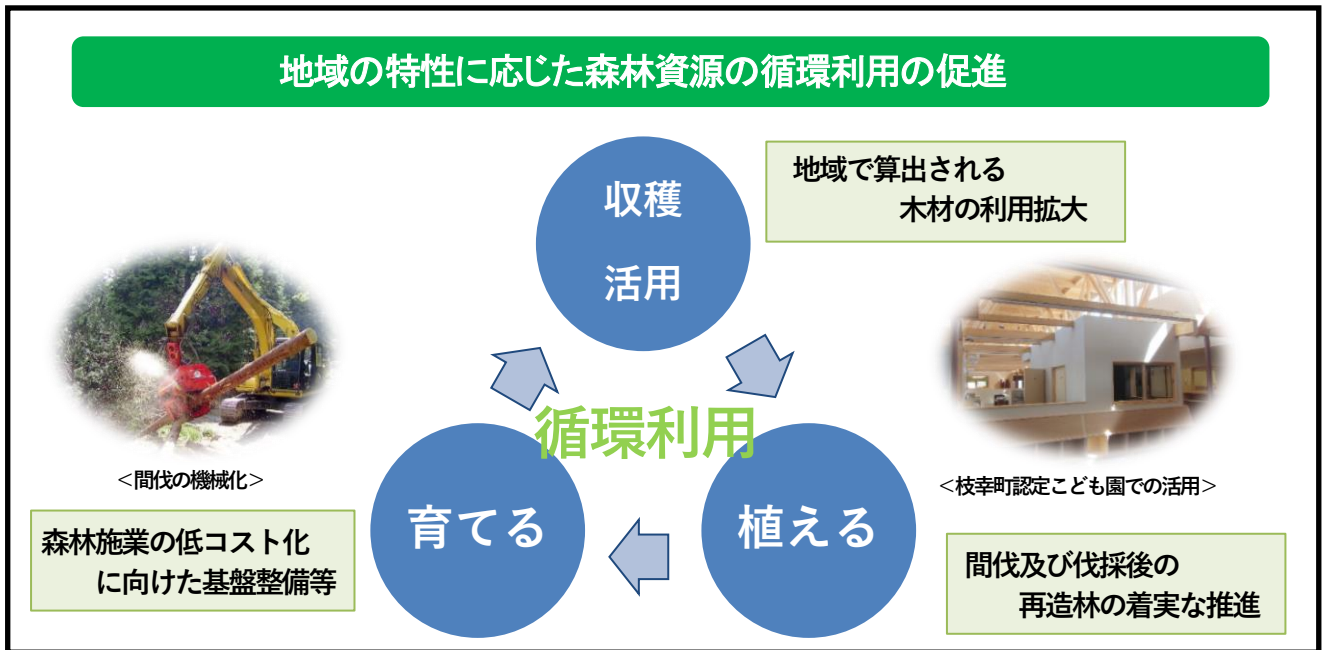 地域の特性に応じた森林資源の循環利用の促進
収穫
活用
地域で算出される
木材の利用拡大
循環利用
<間伐の機械化>
<枝幸町認定こども園での活用>
育てる
植える
森林施業の低コスト化
に向けた基盤整備等
間伐及び伐採後の
再造林の着実な推進